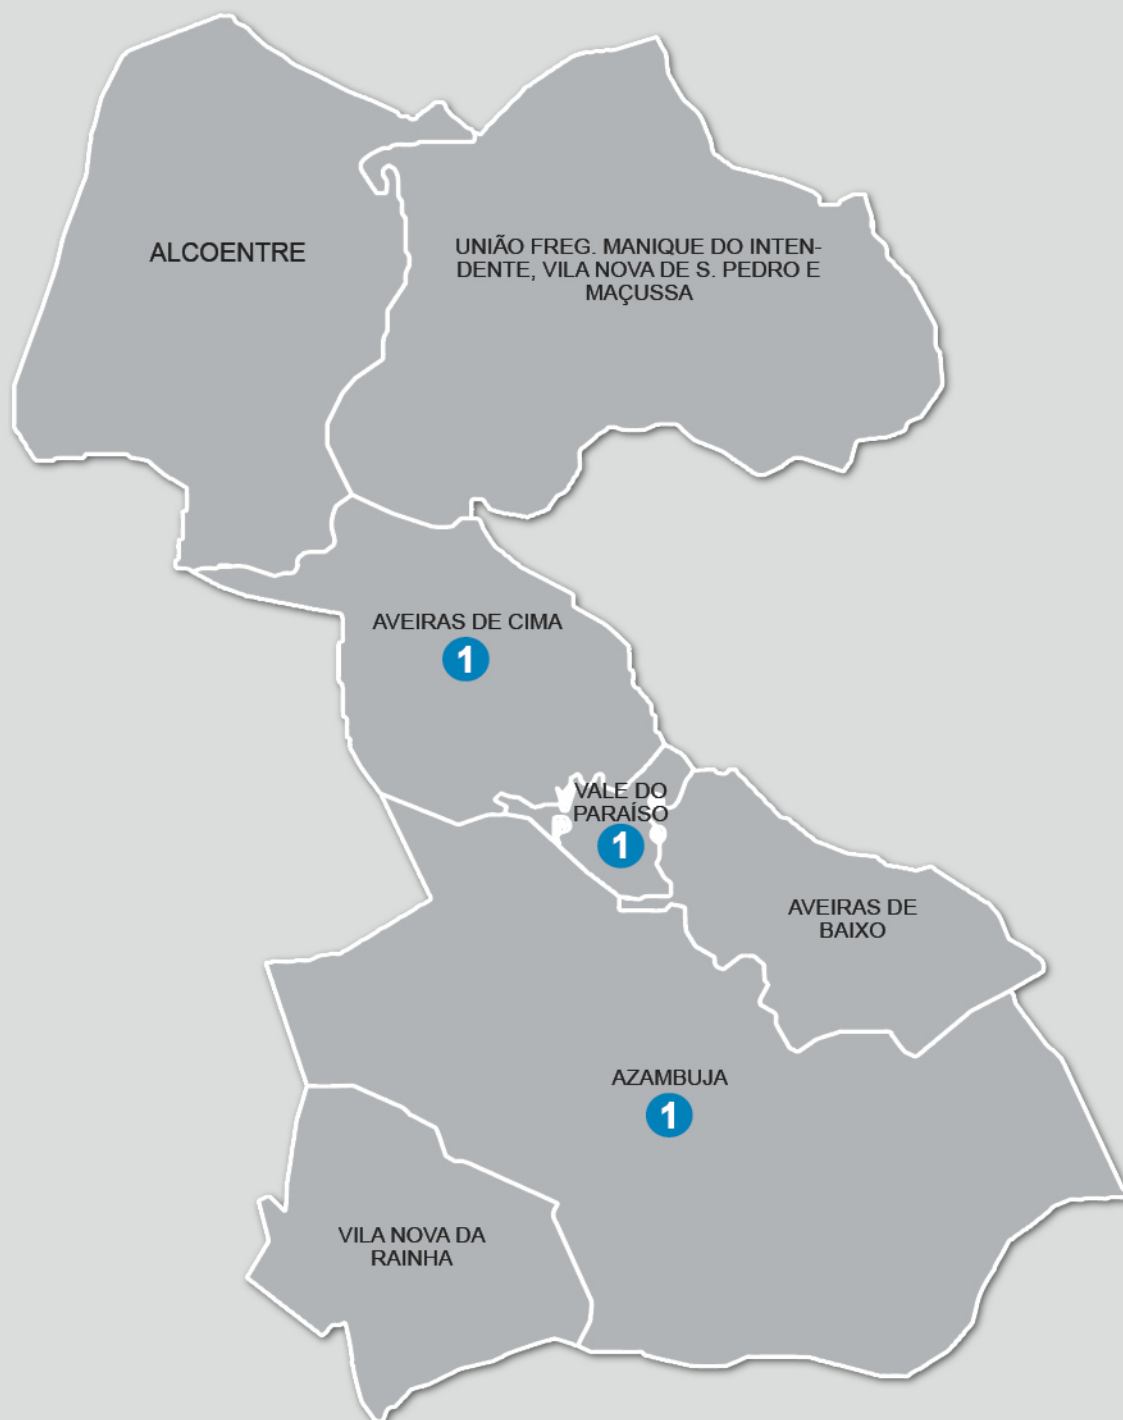 ALCOENTRE
UNIÃO FREG. MANIQUE DO INTEN-
DENTE, VILA NOVA DE S. PEDRO E
MAÇUSSA
AVEIRAS DE CIMA
1
VALE DO
PARAÍSO
1
AVEIRAS DE
BAIXO
AZAMBUJA
1
VILA NOVA DA
RAINHA